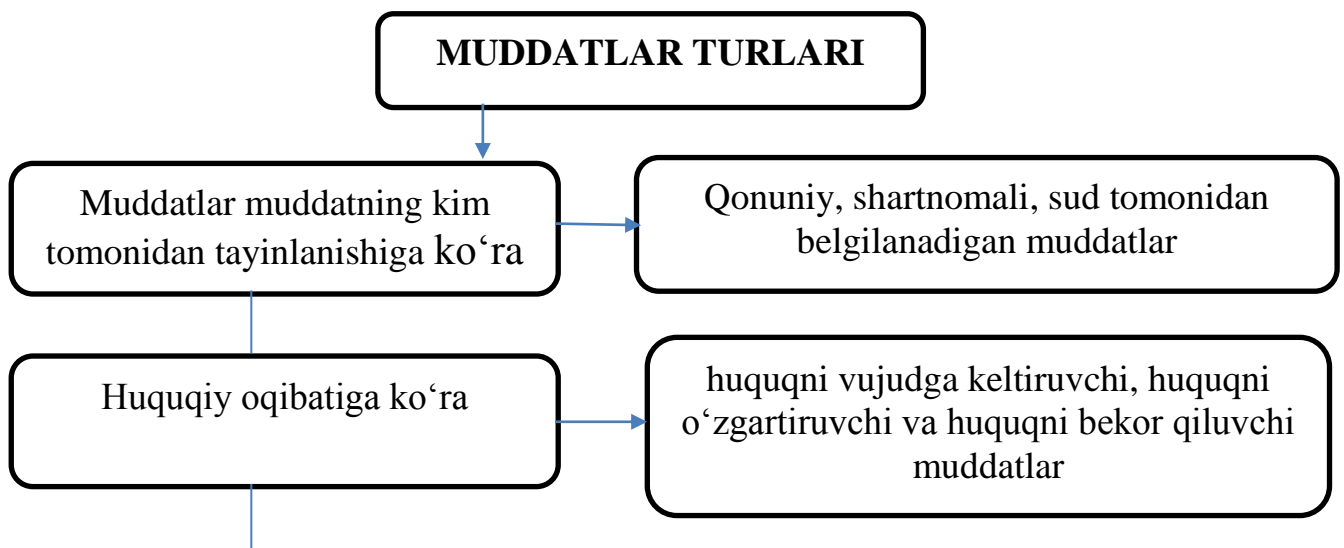 MUDDATLAR TURLARI
Muddatlar muddatning kim
tomonidan tayinlanishiga ko‘ra
Qonuniy, shartnomali, sud tomonidan
belgilanadigan muddatlar
Huquqiy oqibatiga ko‘ra
huquqni vujudga keltiruvchi, huquqni
o‘zgartiruvchi va huquqni bekor qiluvchi
muddatlar